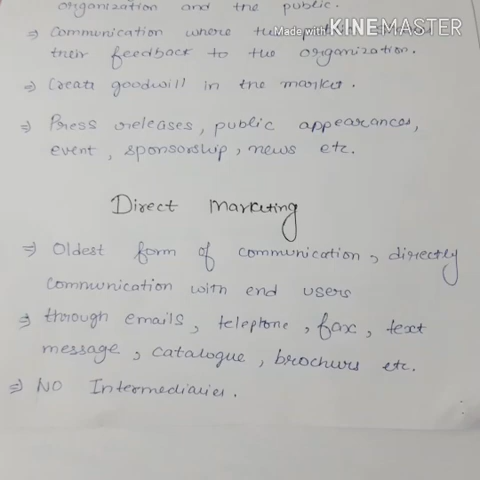 organization and the public.
Made with KINEMASTER
⇒ Communication where the
their feedback to the organization.
⇒ Create goodwill in the market.
⇒ Press releases, public appearances,
event, sponsorship, news etc.
Direct Marketing
⇒ Oldest form of communication, directly
communication with end users
⇒ through emails, telephone, fax, text
message, catalogue, brochurs etc.
⇒ NO Intermediaries.